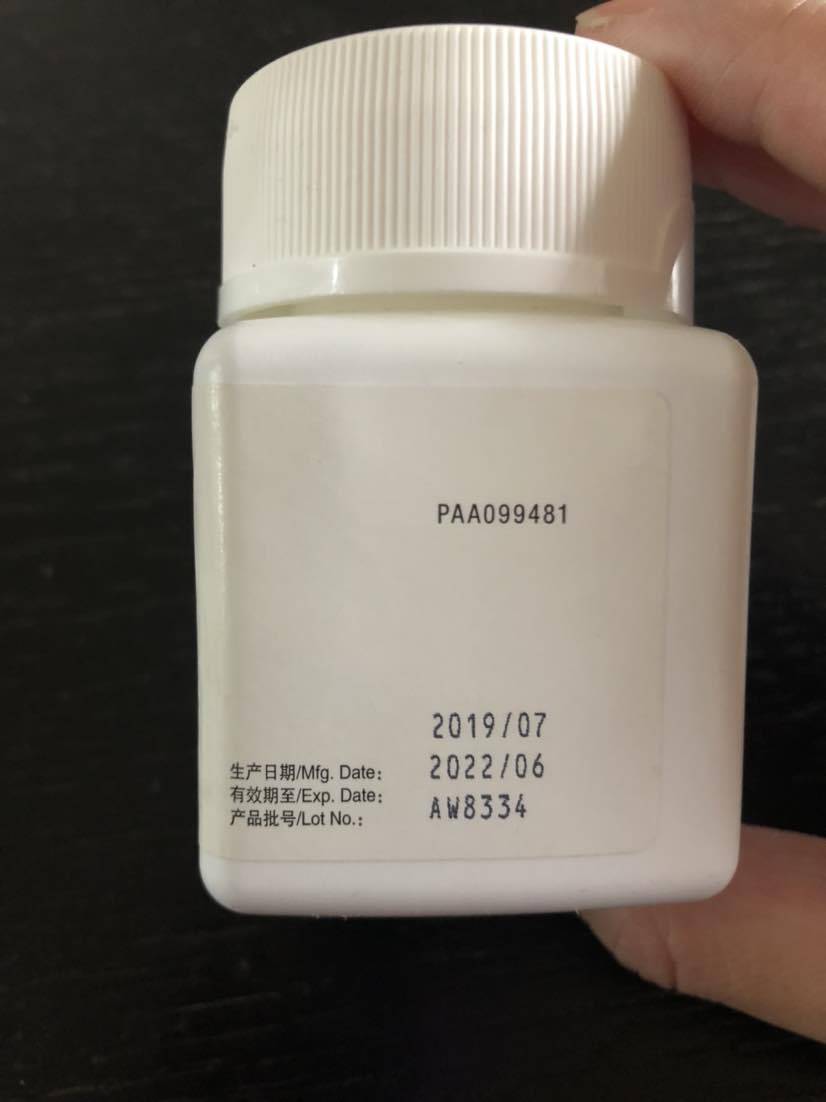 PAA099481
2019/07
生产日期/Mfg. Date: 2022/06
有效期至/Exp. Date: AW8334
产品批号/Lot No.: